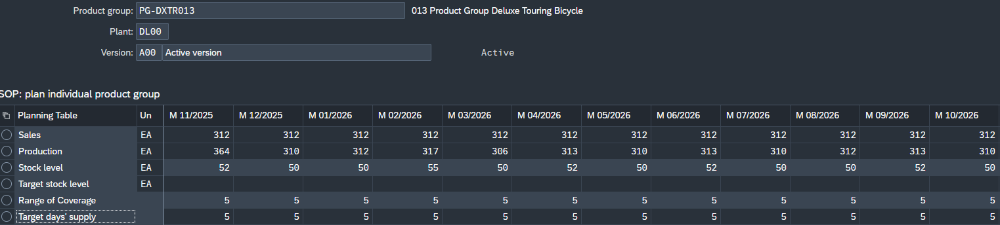 Product group: PG-DXTR013 013 Product Group Deluxe Touring Bicycle
Plant: DL00
Version: A00 Active version Active
SOP: plan individual product group
Planning Table Un M 11/2025 M 12/2025 M 01/2026 M 02/2026 M 03/2026 M 04/2026 M 05/2026 M 06/2026 M 07/2026 M 08/2026 M 09/2026 M 10/2026
Sales EA 312 312 312 312 312 312 312 312 312 312 312 312
Production EA 364 310 312 317 306 313 310 313 310 312 313 310
Stock level EA 52 50 50 55 50 52 50 52 50 50 52 50
Target stock level EA
Range of Coverage 5 5 5 5 5 5 5 5 5 5 5 5
Target days' supply 5 5 5 5 5 5 5 5 5 5 5 5